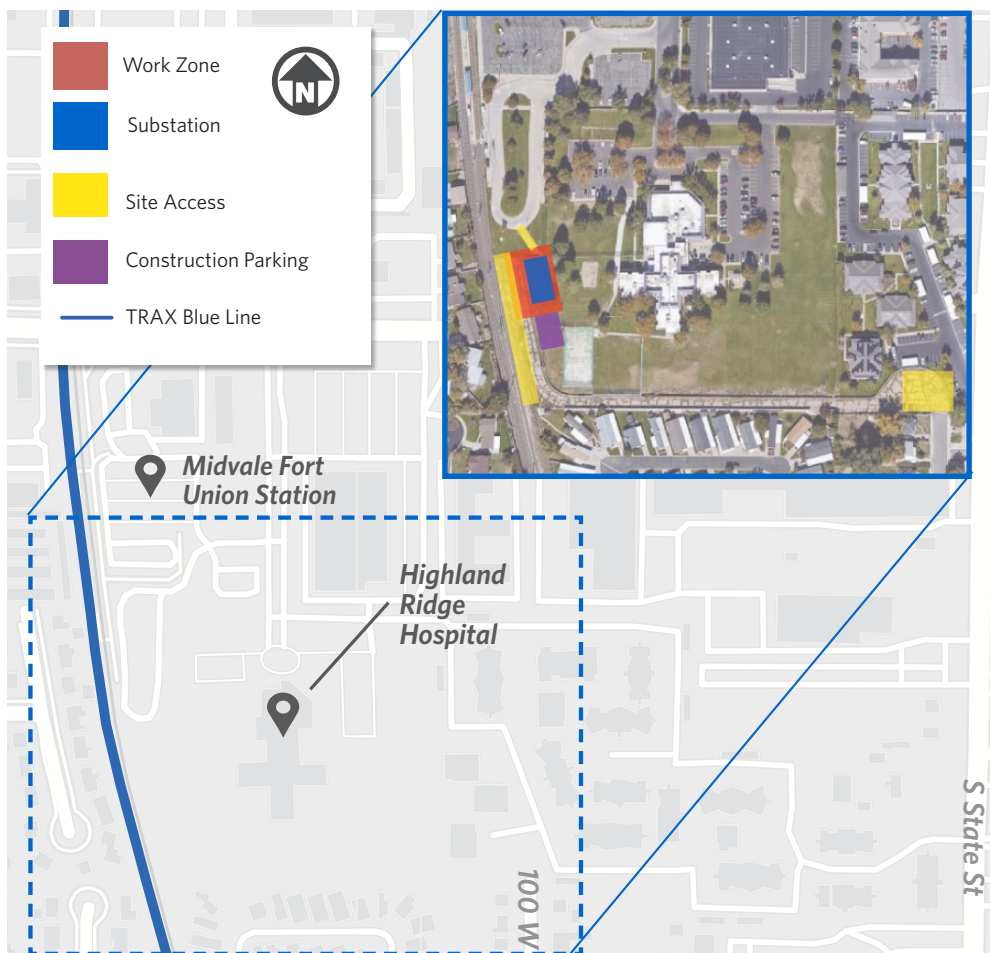 Work Zone
N
Substation
Site Access
Construction Parking
TRAX Blue Line
Midvale Fort
Union Station
Highland
Ridge
Hospital
S State St
100 W